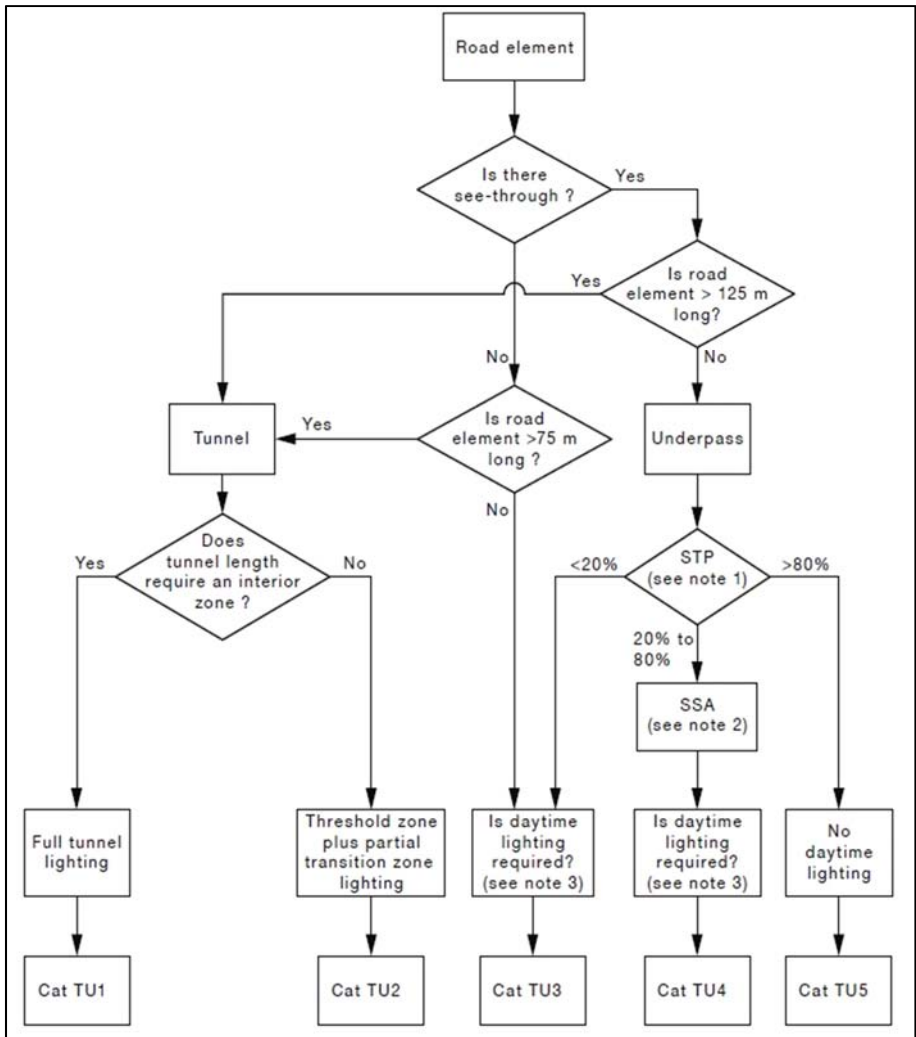 Road element
Is there
see-through ?
Yes
Is road
element > 125 m
long?
Yes
No
No
Tunnel
Yes
Is road
element >75 m
long ?
Underpass
No
Does
tunnel length
require an interior
zone ?
Yes
No
STP
(see note 1)
<20%
>80%
20% to
80%
SSA
(see note 2)
Full tunnel
lighting
Threshold zone
plus partial
transition zone
lighting
Is daytime
lighting
required?
(see note 3)
Is daytime
lighting
required?
(see note 3)
No
daytime
lighting
Cat TU1
Cat TU2
Cat TU3
Cat TU4
Cat TU5